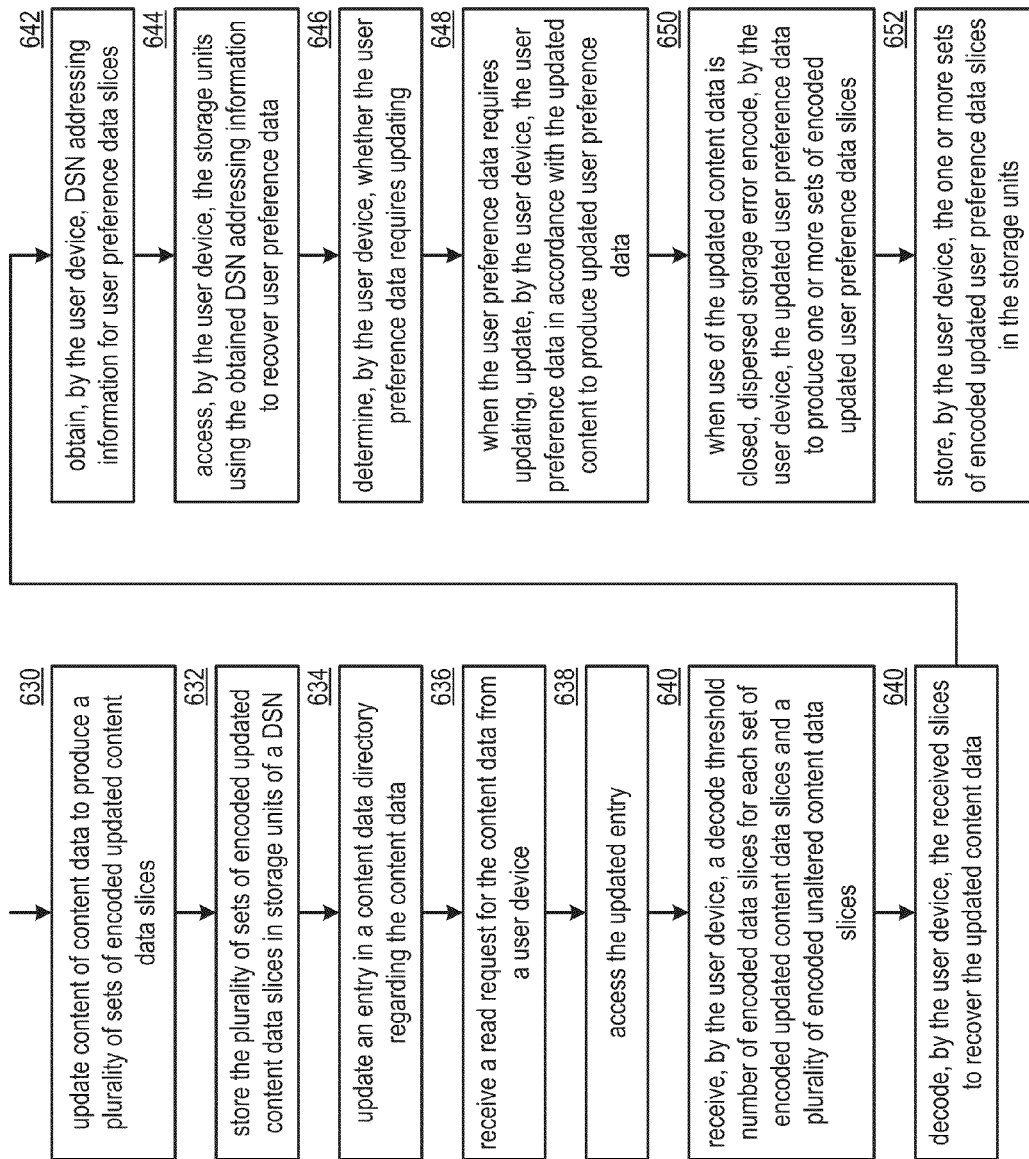 630
update content of content data to produce a
plurality of sets of encoded updated content
data slices
632
store the plurality of sets of encoded updated
content data slices in storage units of a DSN
634
update an entry in a content data directory
regarding the content data
636
receive a read request for the content data from
a user device
638
access the updated entry
640
receive, by the user device, a decode threshold
number of encoded data slices for each set of
encoded updated content data slices and a
plurality of encoded unaltered content data
slices
640
decode, by the user device, the received slices
to recover the updated content data
642
obtain, by the user device, DSN addressing
information for user preference data slices
644
access, by the user device, the storage units
using the obtained DSN addressing information
to recover user preference data
646
determine, by the user device, whether the user
preference data requires updating
648
when the user preference data requires
updating, update, by the user device, the user
preference data in accordance with the updated
content to produce updated user preference
data
650
when use of the updated content data is
closed, dispersed storage error encode, by the
user device, the updated user preference data
to produce one or more sets of encoded
updated user preference data slices
652
store, by the user device, the one or more sets
of encoded updated user preference data slices
in the storage units